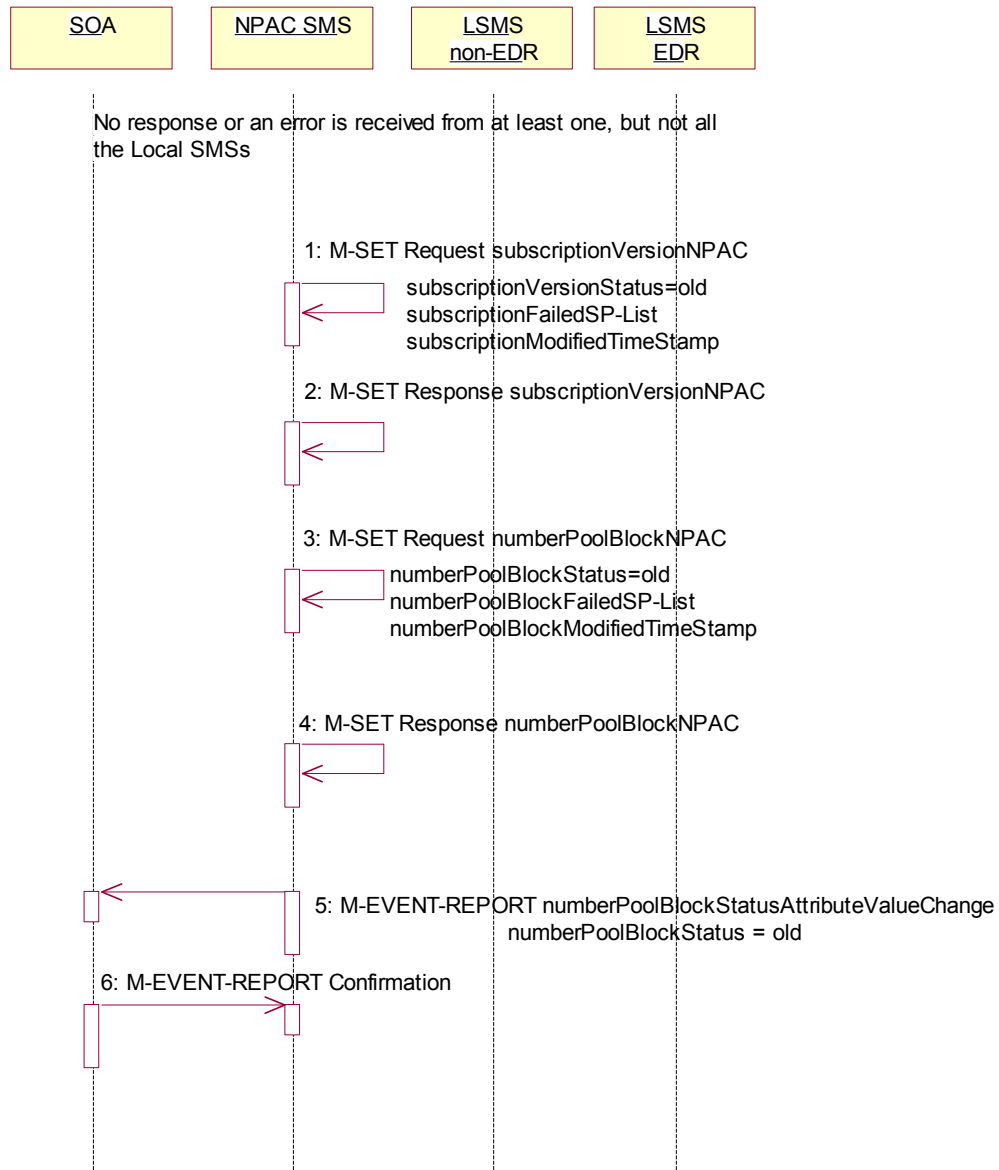 SOA
NPAC SMS
LSMS
non-EDR
LSMS
EDR
No response or an error is received from at least one, but not all
the Local SMSs
1: M-SET Request subscriptionVersionNPAC
subscriptionVersionStatus=old
subscriptionFailedSP-List
subscriptionModifiedTimeStamp
2: M-SET Response subscriptionVersionNPAC
3: M-SET Request numberPoolBlockNPAC
numberPoolBlockStatus=old
numberPoolBlockFailedSP-List
numberPoolBlockModifiedTimeStamp
4: M-SET Response numberPoolBlockNPAC
5: M-EVENT-REPORT numberPoolBlockStatusAttributeValueChange
numberPoolBlockStatus = old
6: M-EVENT-REPORT Confirmation